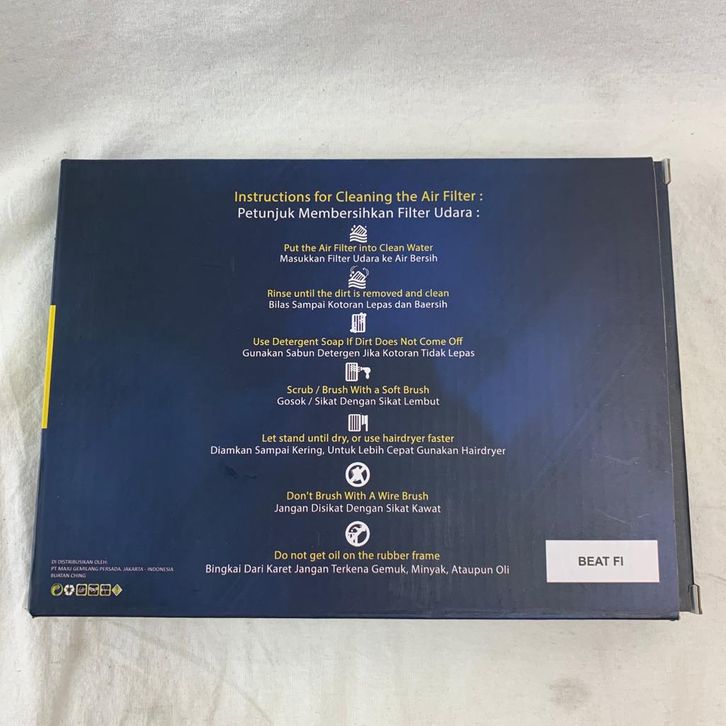 Instructions for Cleaning the Air Filter :
Petunjuk Membersihkan Filter Udara :
Put the Air Filter into Clean Water
Masukkan Filter Udara ke Air Bersih
Rinse until the dirt is removed and clean
Bilas Sampai Kotoran Lepas dan Baersih
Use Detergent Soap If Dirt Does Not Come Off
Gunakan Sabun Detergen Jika Kotoran Tidak Lepas
Scrub / Brush With a Soft Brush
Gosok / Sikat Dengan Sikat Lembut
Let stand until dry, or use hairdryer faster
Diamkan Sampai Kering, Untuk Lebih Cepat Gunakan Hairdryer
Don't Brush With A Wire Brush
Jangan Disikat Dengan Sikat Kawat
Do not get oil on the rubber frame
Bingkai Dari Karet Jangan Terkena Gemuk, Minyak, Ataupun Oli
DI DISTRIBUSIKAN OLEH:
PT MAJU GEMILANG PERSADA. JAKARTA - INDONESIA
BUATAN CHING
BEAT FI